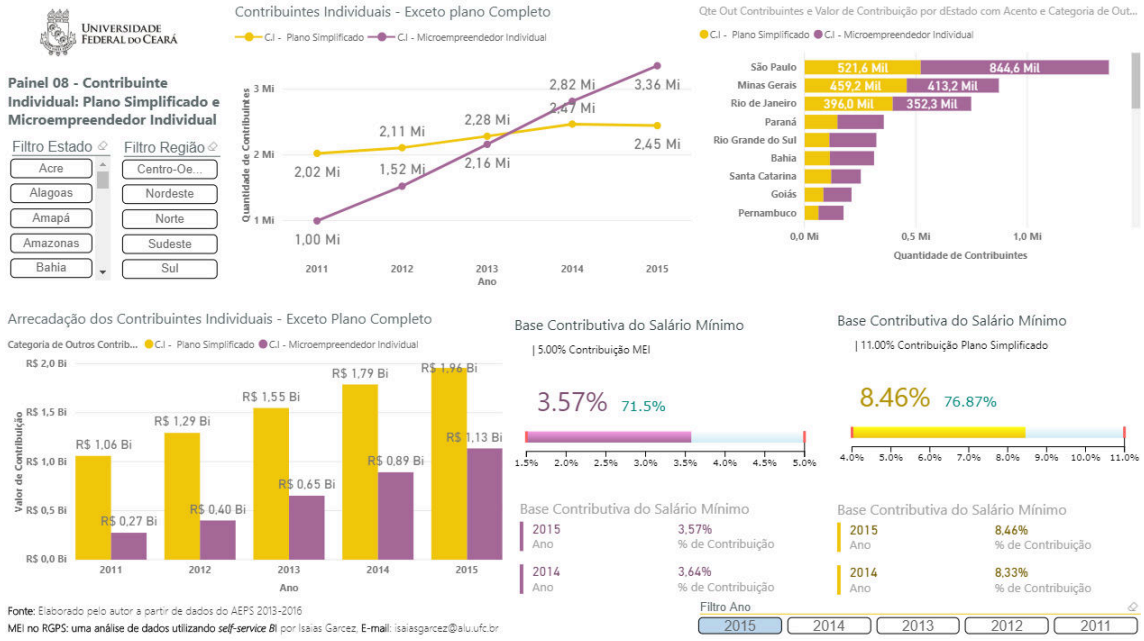 UNIVERSIDADE
FEDERAL DO CEARÁ
Painel 08 - Contribuinte
Individual: Plano Simplificado e
Microempreendedor Individual
Filtro Estado
Acre
Alagoas
Amapá
Amazonas
Bahia
Filtro Região
Centro-Oe...
Nordeste
Norte
Sudeste
Sul
Contribuintes Individuais - Exceto plano Completo
C.I - Plano Simplificado C.I - Microempreendedor Individual
Quantidade de Contribuintes
3 Mi
2 Mi
1 Mi
2,02 Mi
2,11 Mi
2,28 Mi
2,47 Mi
2,45 Mi
1,00 Mi
1,52 Mi
2,16 Mi
2,82 Mi
3,36 Mi
2011 2012 2013 2014 2015
Ano
Qte Out Contribuintes e Valor de Contribuição por dEstado com Acento e Categoria de Out...
C.I - Plano Simplificado C.I - Microempreendedor Individual
São Paulo 521,6 Mil 844,6 Mil
Minas Gerais 459,2 Mil 413,2 Mil
Rio de Janeiro 396,0 Mil 352,3 Mil
Paraná
Rio Grande do Sul
Bahia
Santa Catarina
Goiás
Pernambuco
0,0 Mi 0,5 Mi 1,0 Mi
Quantidade de Contribuintes
Arrecadação dos Contribuintes Individuais - Exceto Plano Completo
Categoria de Outros Contrib... C.I - Plano Simplificado C.I - Microempreendedor Individual
Valor de Contribuição
R$ 2,0 Bi
R$ 1,5 Bi
R$ 1,0 Bi
R$ 0,5 Bi
R$ 0,0 Bi
R$ 1,06 Bi
R$ 0,27 Bi
R$ 1,29 Bi
R$ 0,40 Bi
R$ 1,55 Bi
R$ 0,65 Bi
R$ 1,79 Bi
R$ 0,89 Bi
R$ 1,96 Bi
R$ 1,13 Bi
2011 2012 2013 2014 2015
Ano
Base Contributiva do Salário Mínimo
| 5.00% Contribuição MEI
3.57% 71.5%
1.5% 2.0% 2.5% 3.0% 3.5% 4.0% 4.5% 5.0%
Base Contributiva do Salário Mínimo
2015 3,57%
Ano % de Contribuição
2014 3,64%
Ano % de Contribuição
Base Contributiva do Salário Mínimo
| 11.00% Contribuição Plano Simplificado
8.46% 76.87%
4.0% 5.0% 6.0% 7.0% 8.0% 9.0% 10.0% 11.0%
Base Contributiva do Salário Mínimo
2015 8,46%
Ano % de Contribuição
2014 8,33%
Ano % de Contribuição
Fonte: Elaborado pelo autor a partir de dados do AEPS 2013-2016
MEI no RGPS: uma análise de dados utilizando self-service BI por Isaias Garcez, E-mail: isaiasgarcez@alu.ufc.br
Filtro Ano
2015 2014 2013 2012 2011